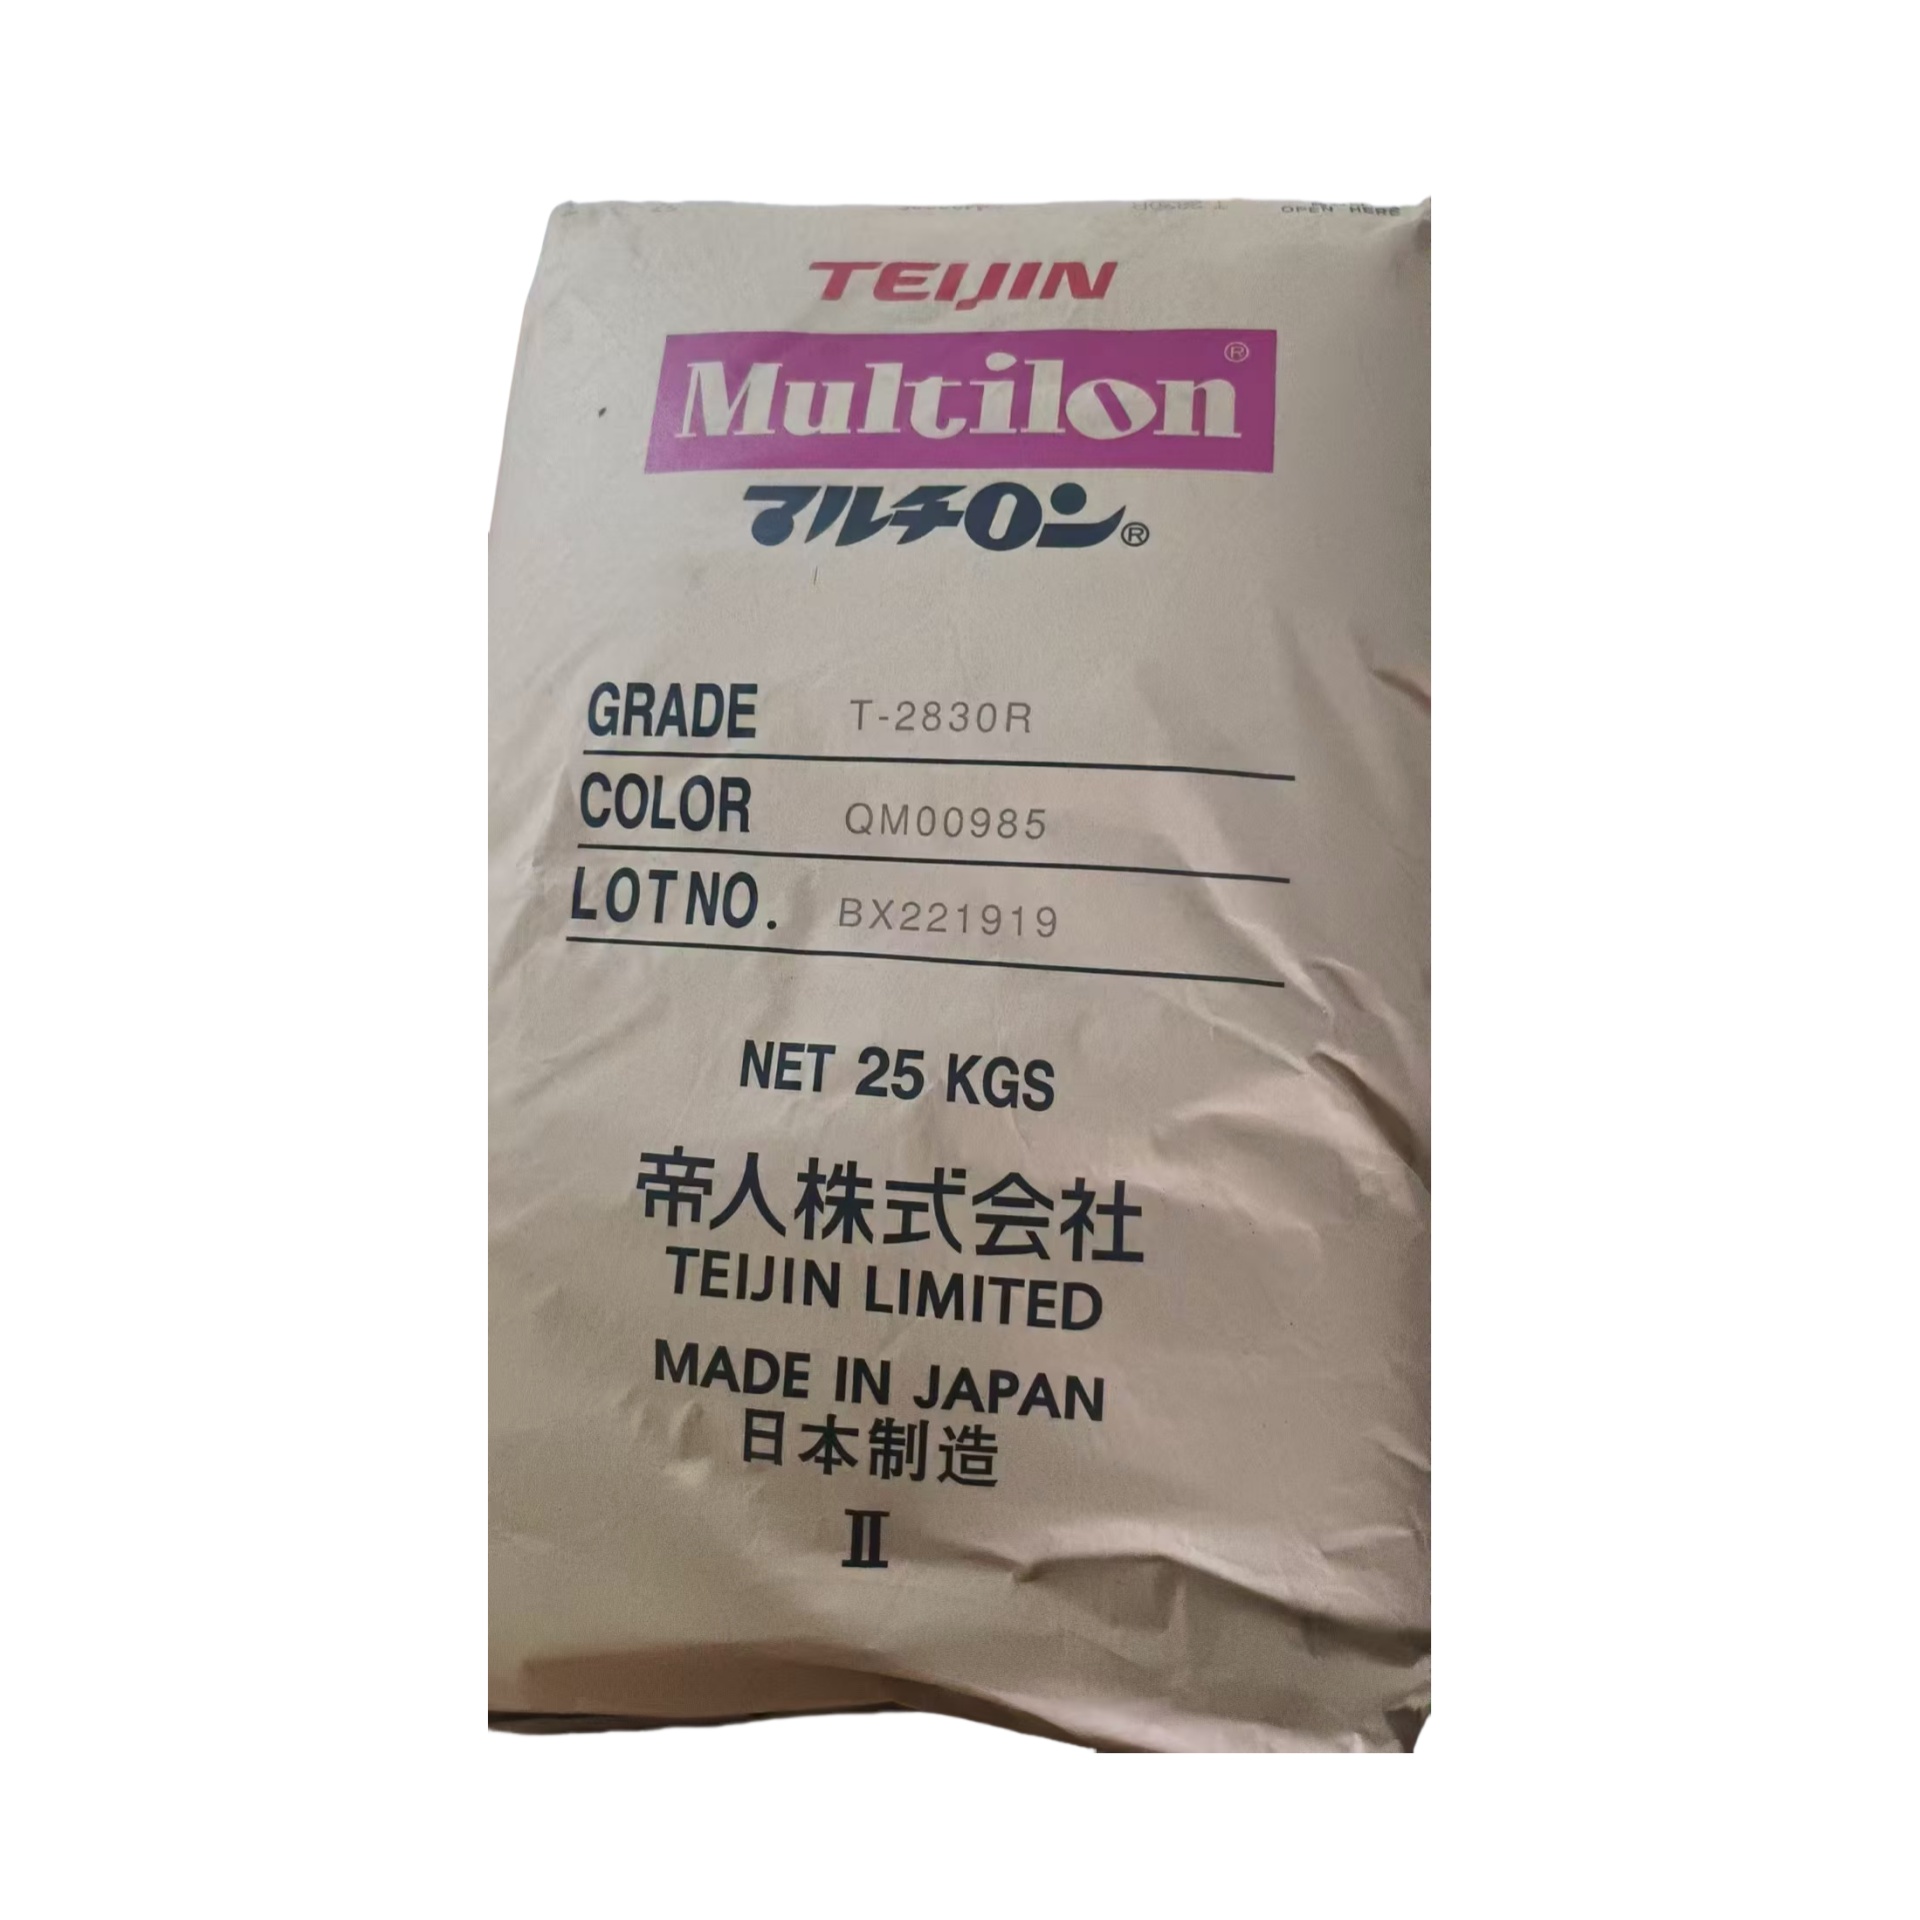 OPEN HERE
TEIJIN
Multilon®
マルチロン®
GRADE T-2830R
COLOR QM00985
LOT NO. BX221919
NET 25 KGS
帝人株式会社
TEIJIN LIMITED
MADE IN JAPAN
日本制造
II